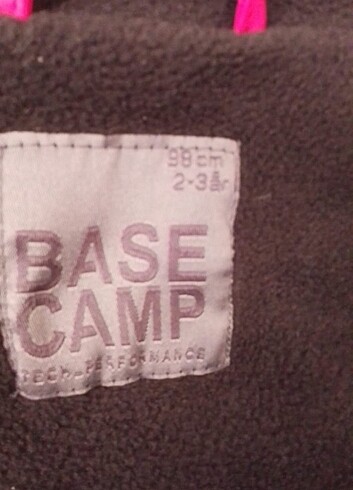 98 cm
2-3 år
BASE
CAMP
TECH-PERFORMANCE